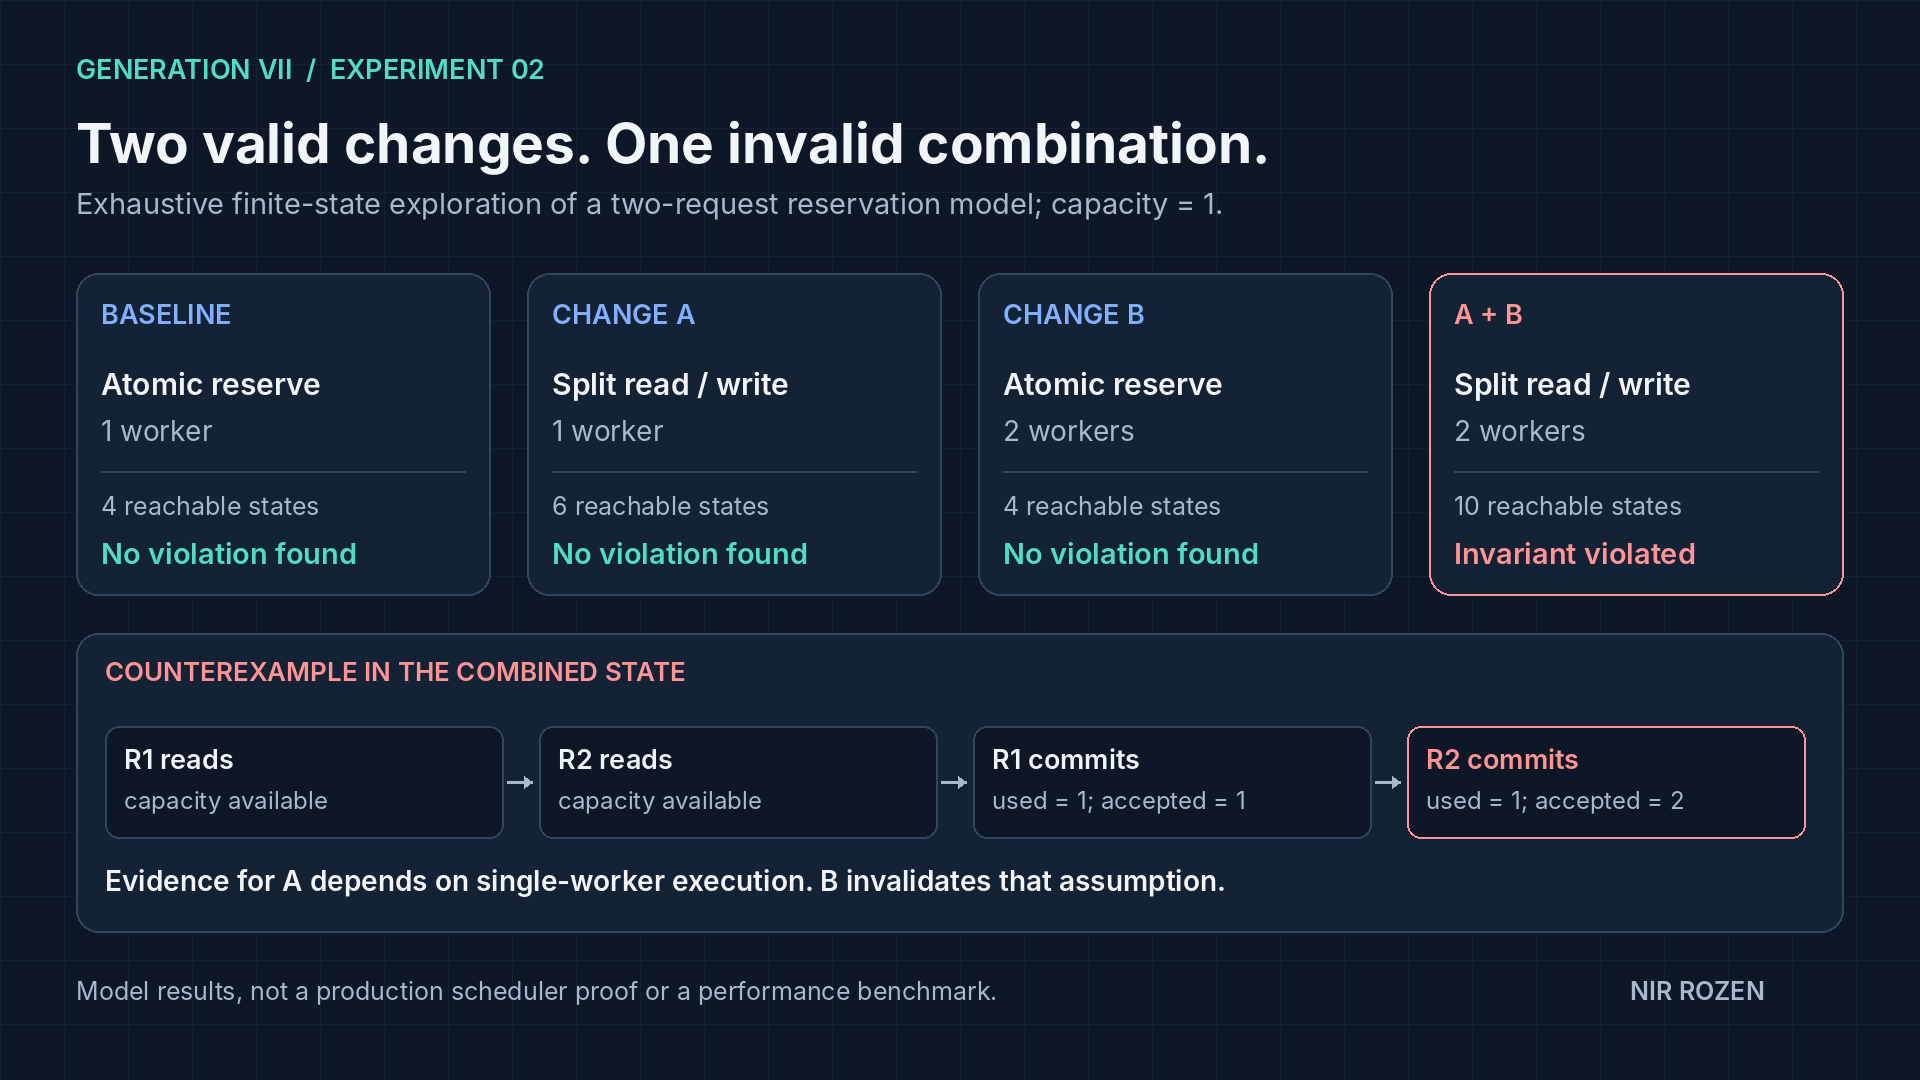 GENERATION VII / EXPERIMENT 02
Two valid changes. One invalid combination.
Exhaustive finite-state exploration of a two-request reservation model; capacity = 1.
BASELINE
Atomic reserve
1 worker
4 reachable states
No violation found
CHANGE A
Split read / write
1 worker
6 reachable states
No violation found
CHANGE B
Atomic reserve
2 workers
4 reachable states
No violation found
A + B
Split read / write
2 workers
10 reachable states
Invariant violated
COUNTEREXAMPLE IN THE COMBINED STATE
R1 reads
capacity available
R2 reads
capacity available
R1 commits
used = 1; accepted = 1
R2 commits
used = 1; accepted = 2
Evidence for A depends on single-worker execution. B invalidates that assumption.
Model results, not a production scheduler proof or a performance benchmark.
NIR ROZEN